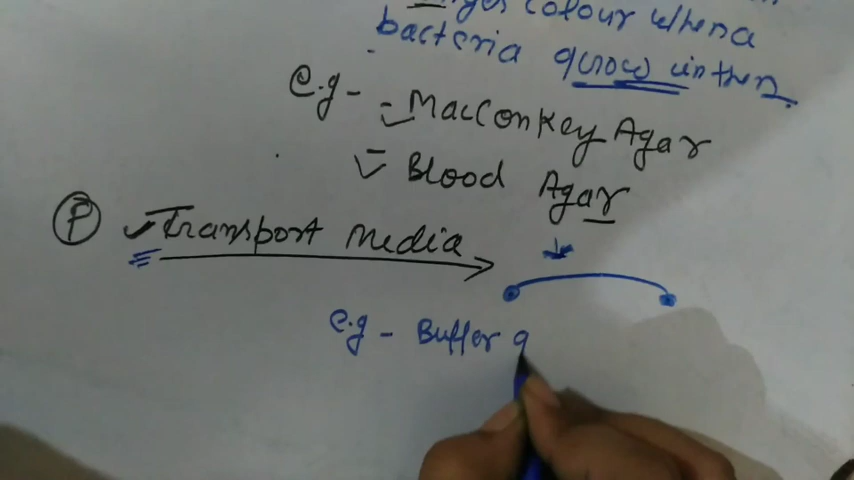 colour when a
bacteria grow in them.
e.g - - MacConkey Agar
- Blood Agar
(F) Transport Media
e.g - Buffer g